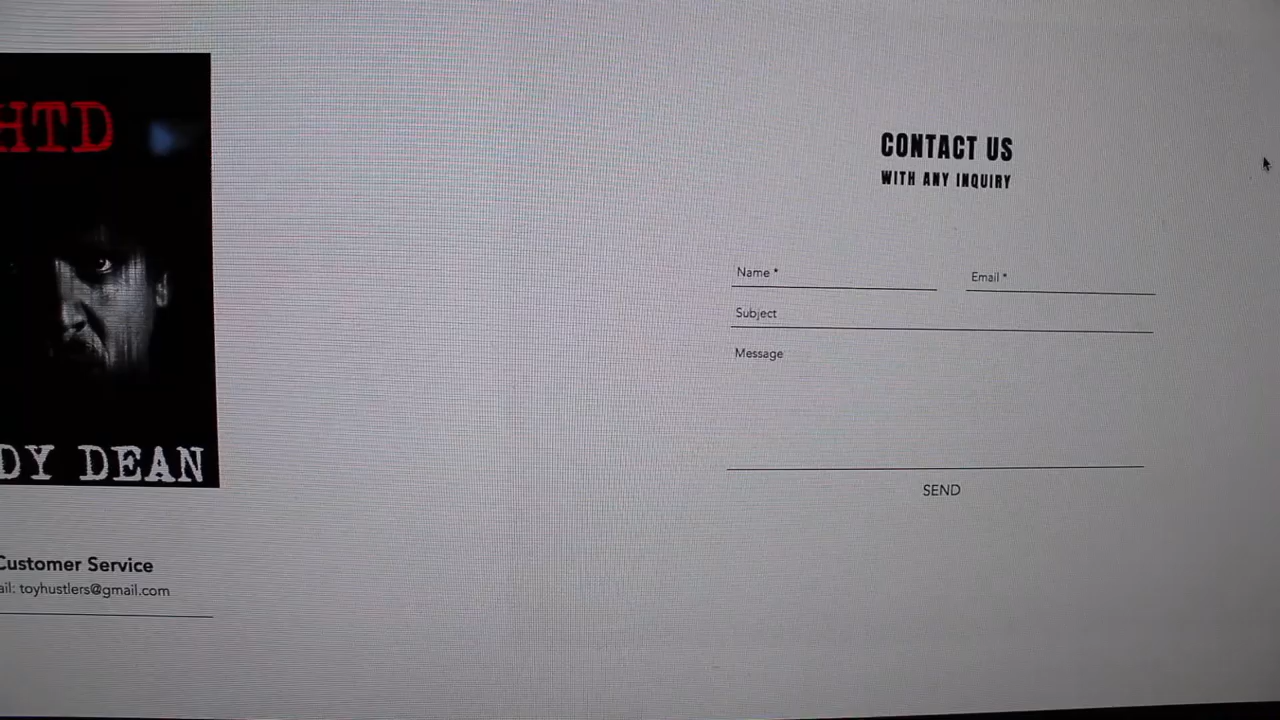 HTD
DY DEAN
Customer Service
ail: toyhustlers@gmail.com
CONTACT US
WITH ANY INQUIRY
Name *
Email *
Subject
Message
SEND